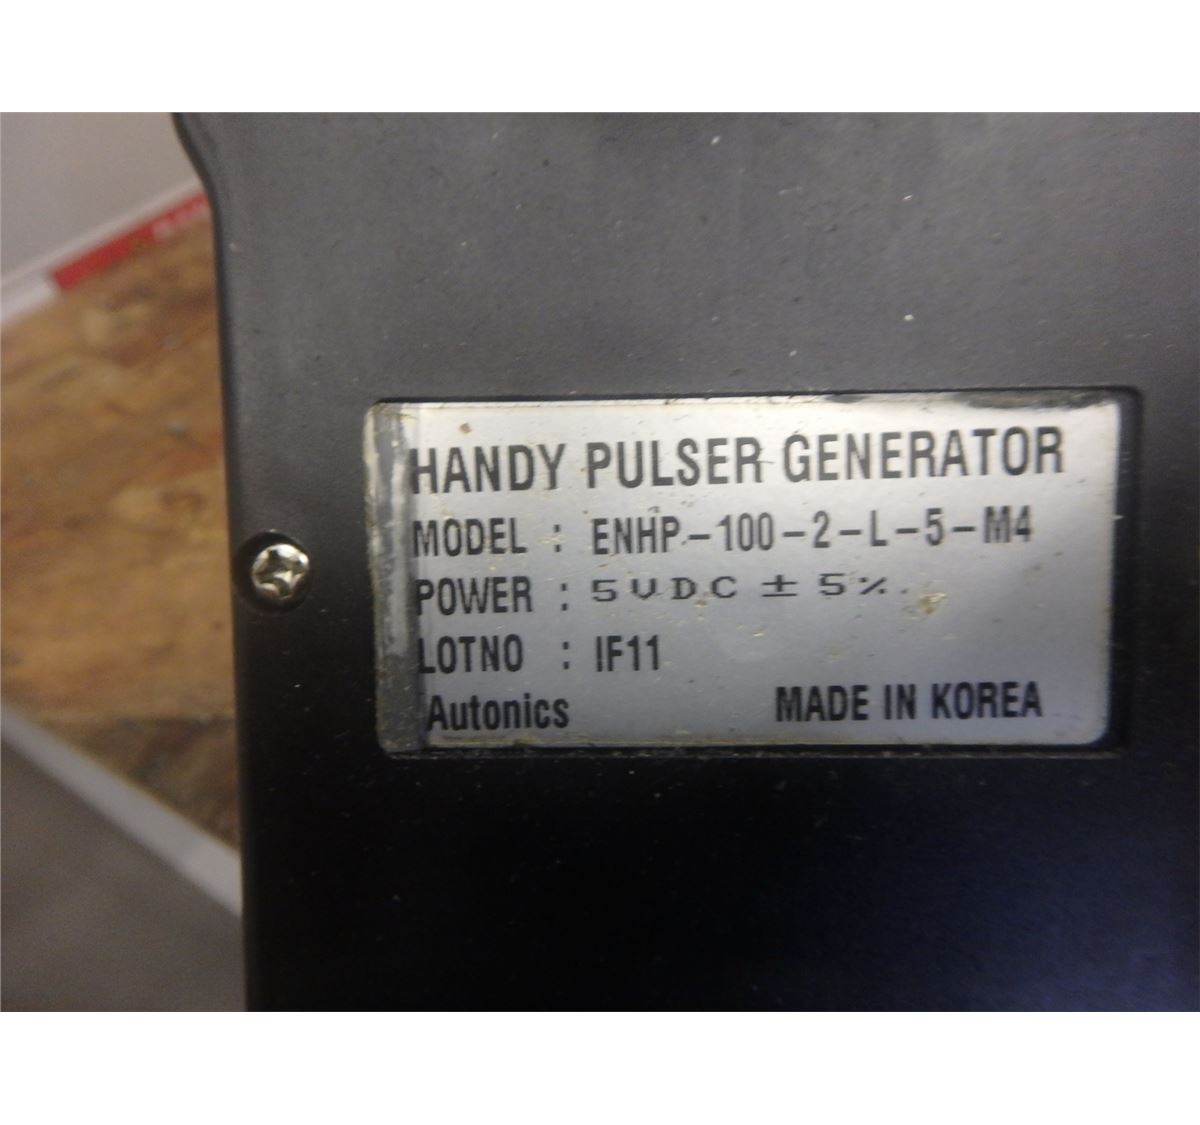 HANDY PULSER GENERATOR
MODEL : ENHP-100-2-L-5-M4
POWER : 5VDC ± 5%.
LOTNO : IF11
Autonics MADE IN KOREA